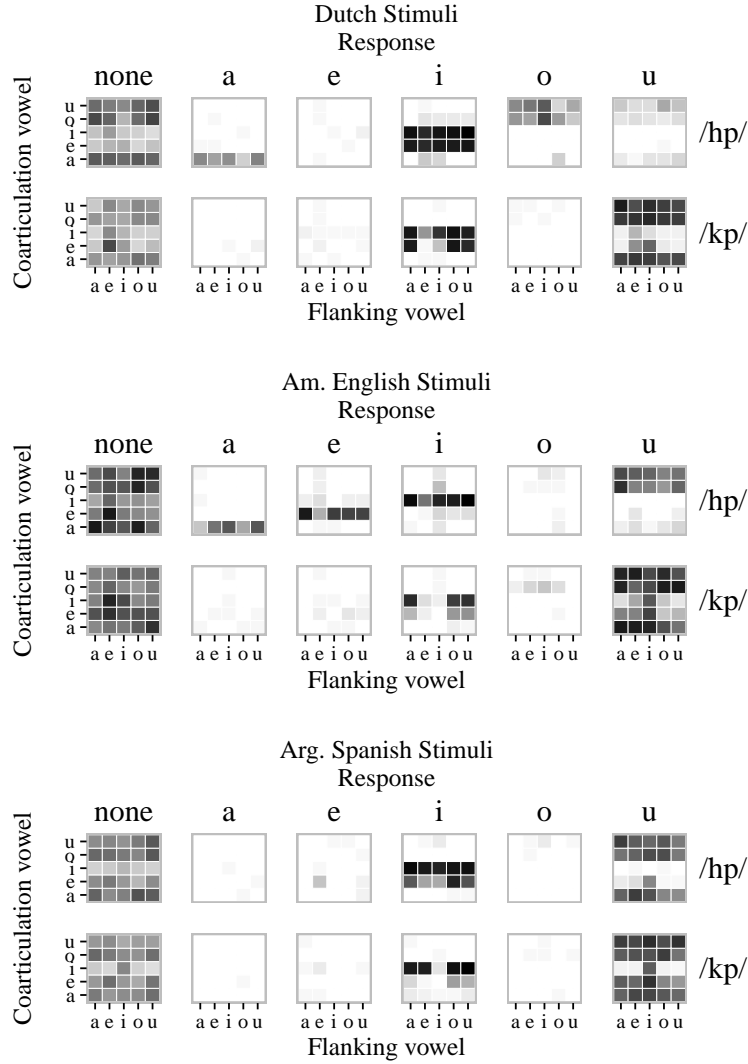 Dutch Stimuli
Response
none a e i o u
Coarticulation vowel
u
o
i
e
a
/hp/
u
o
i
e
a
/kp/
a e i o u a e i o u a e i o u a e i o u a e i o u a e i o u
Flanking vowel
Am. English Stimuli
Response
none a e i o u
Coarticulation vowel
u
o
i
e
a
/hp/
u
o
i
e
a
/kp/
a e i o u a e i o u a e i o u a e i o u a e i o u a e i o u
Flanking vowel
Arg. Spanish Stimuli
Response
none a e i o u
Coarticulation vowel
u
o
i
e
a
/hp/
u
o
i
e
a
/kp/
a e i o u a e i o u a e i o u a e i o u a e i o u a e i o u
Flanking vowel